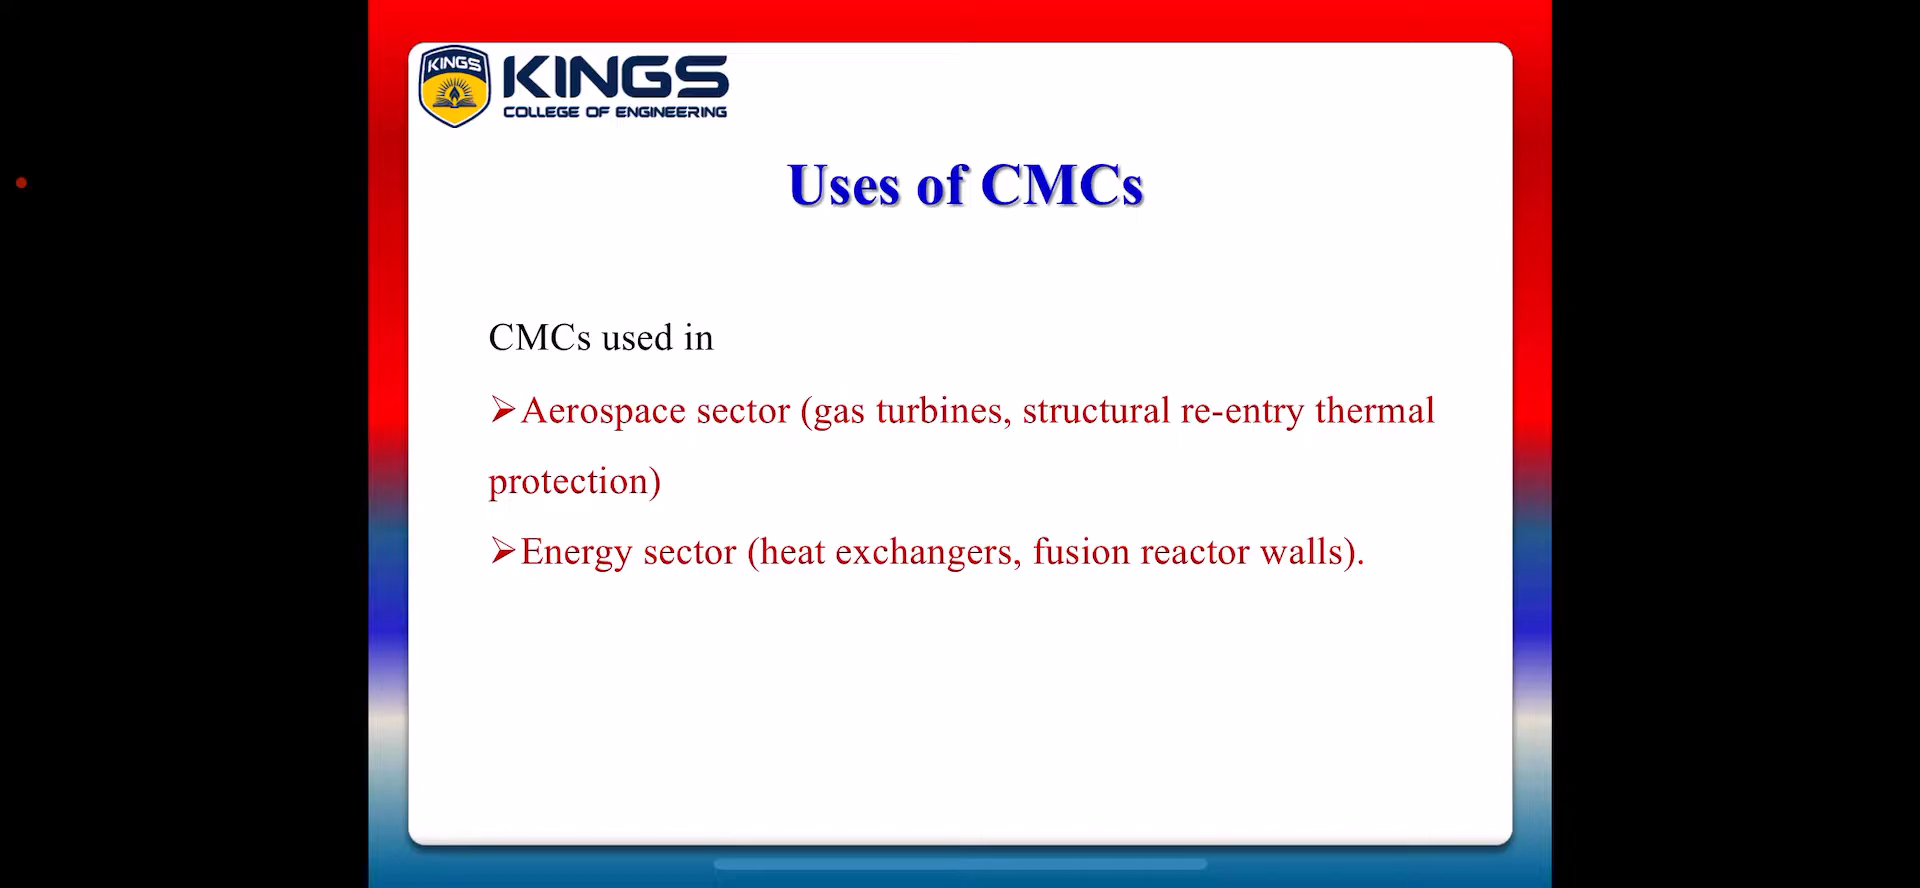 KINGS
KINGS
COLLEGE OF ENGINEERING
Uses of CMCs
CMCs used in
➢Aerospace sector (gas turbines, structural re-entry thermal
protection)
➢Energy sector (heat exchangers, fusion reactor walls).